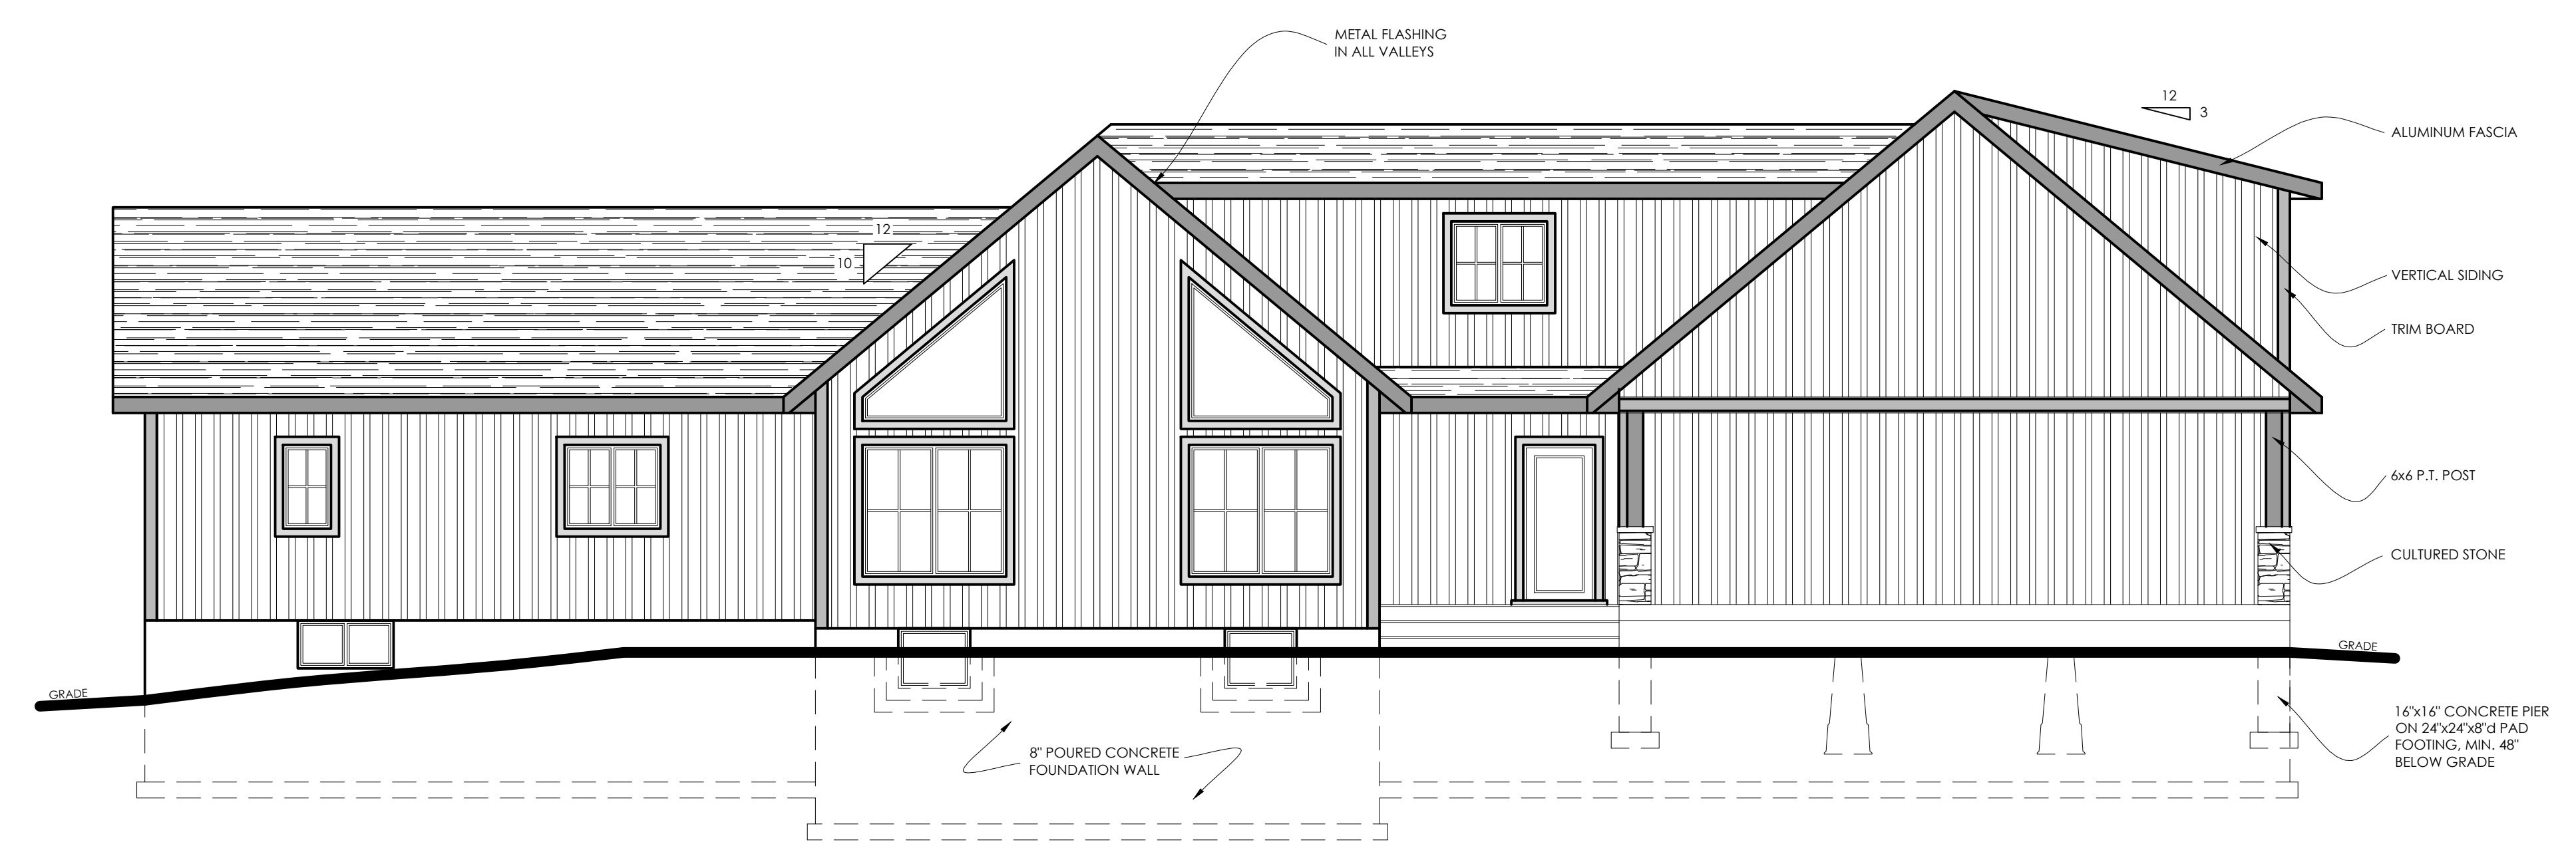 METAL FLASHING
IN ALL VALLEYS
12
3
ALUMINUM FASCIA
12
10
VERTICAL SIDING
TRIM BOARD
6x6 P.T. POST
CULTURED STONE
GRADE
GRADE
16"x16" CONCRETE PIER
ON 24"x24"x8"d PAD
FOOTING, MIN. 48"
BELOW GRADE
8" POURED CONCRETE
FOUNDATION WALL